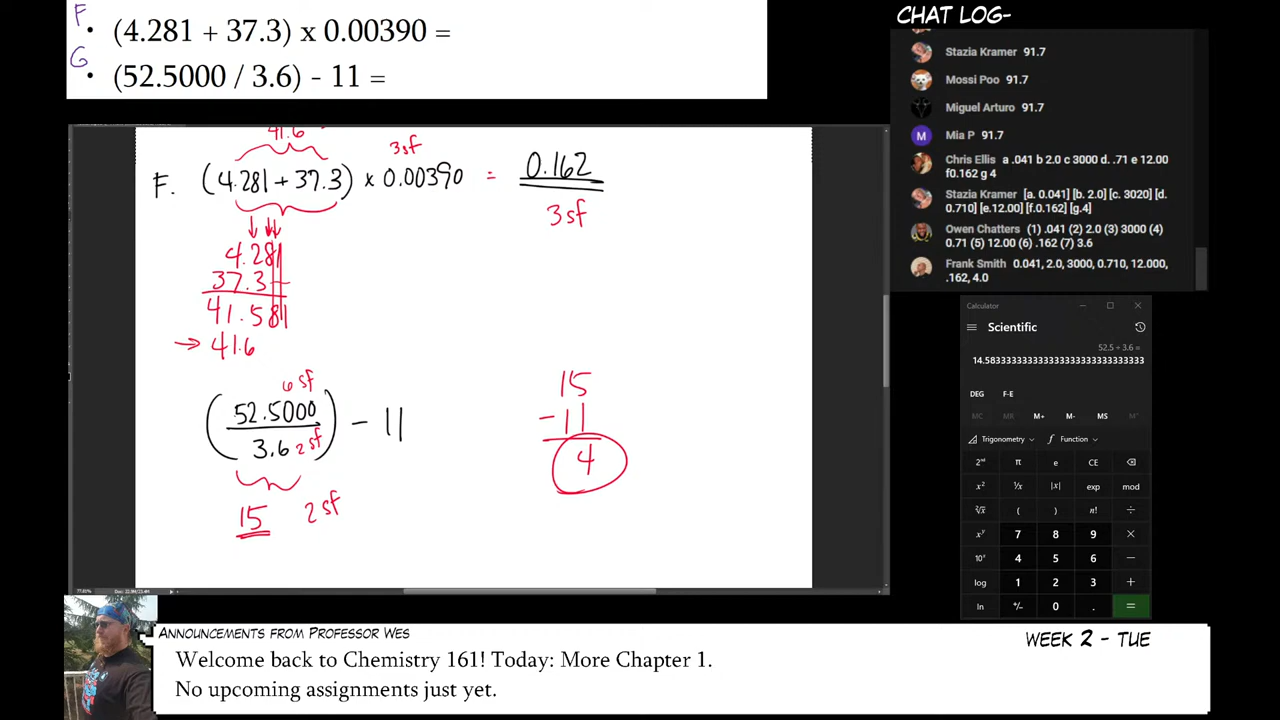 F
• (4.281 + 37.3) x 0.00390 =
G
• (52.5000 / 3.6) - 11 =
CHAT LOG-
Stazia Kramer 91.7
Mossi Poo 91.7
Miguel Arturo 91.7
M
Mia P 91.7
Chris Ellis a .041 b 2.0 c 3000 d. .71 e 12.00
f0.162 g 4
Stazia Kramer [a. 0.041] [b. 2.0] [c. 3020] [d.
0.710] [e.12.00] [f.0.162] [g.4]
Owen Chatters (1) .041 (2) 2.0 (3) 3000 (4)
0.71 (5) 12.00 (6) .162 (7) 3.6
Frank Smith 0.041, 2.0, 3000, 0.710, 12.000,
.162, 4.0
41.6
3sf
F. (4.281 + 37.3) x 0.00390 = 0.162
3sf
4.281
37.3
41.581
→ 41.6
6 sf
(52.5000
3.6 2sf) - 11
15 2sf
15
- 11
4
Calculator
Scientific
52.5 ÷ 3.6 =
14.583333333333333333333333333333
DEG F-E
MC MR M+ M- MS M˅
Trigonometry Function
2ⁿᵈ π e CE
x² ¹/x |x| exp mod
²√x ( ) n! ÷
xʸ 7 8 9 ×
10ˣ 4 5 6 −
log 1 2 3 +
ln +/- 0 . =
Announcements from Professor Wes
WEEK 2 - TUE
Welcome back to Chemistry 161! Today: More Chapter 1.
No upcoming assignments just yet.